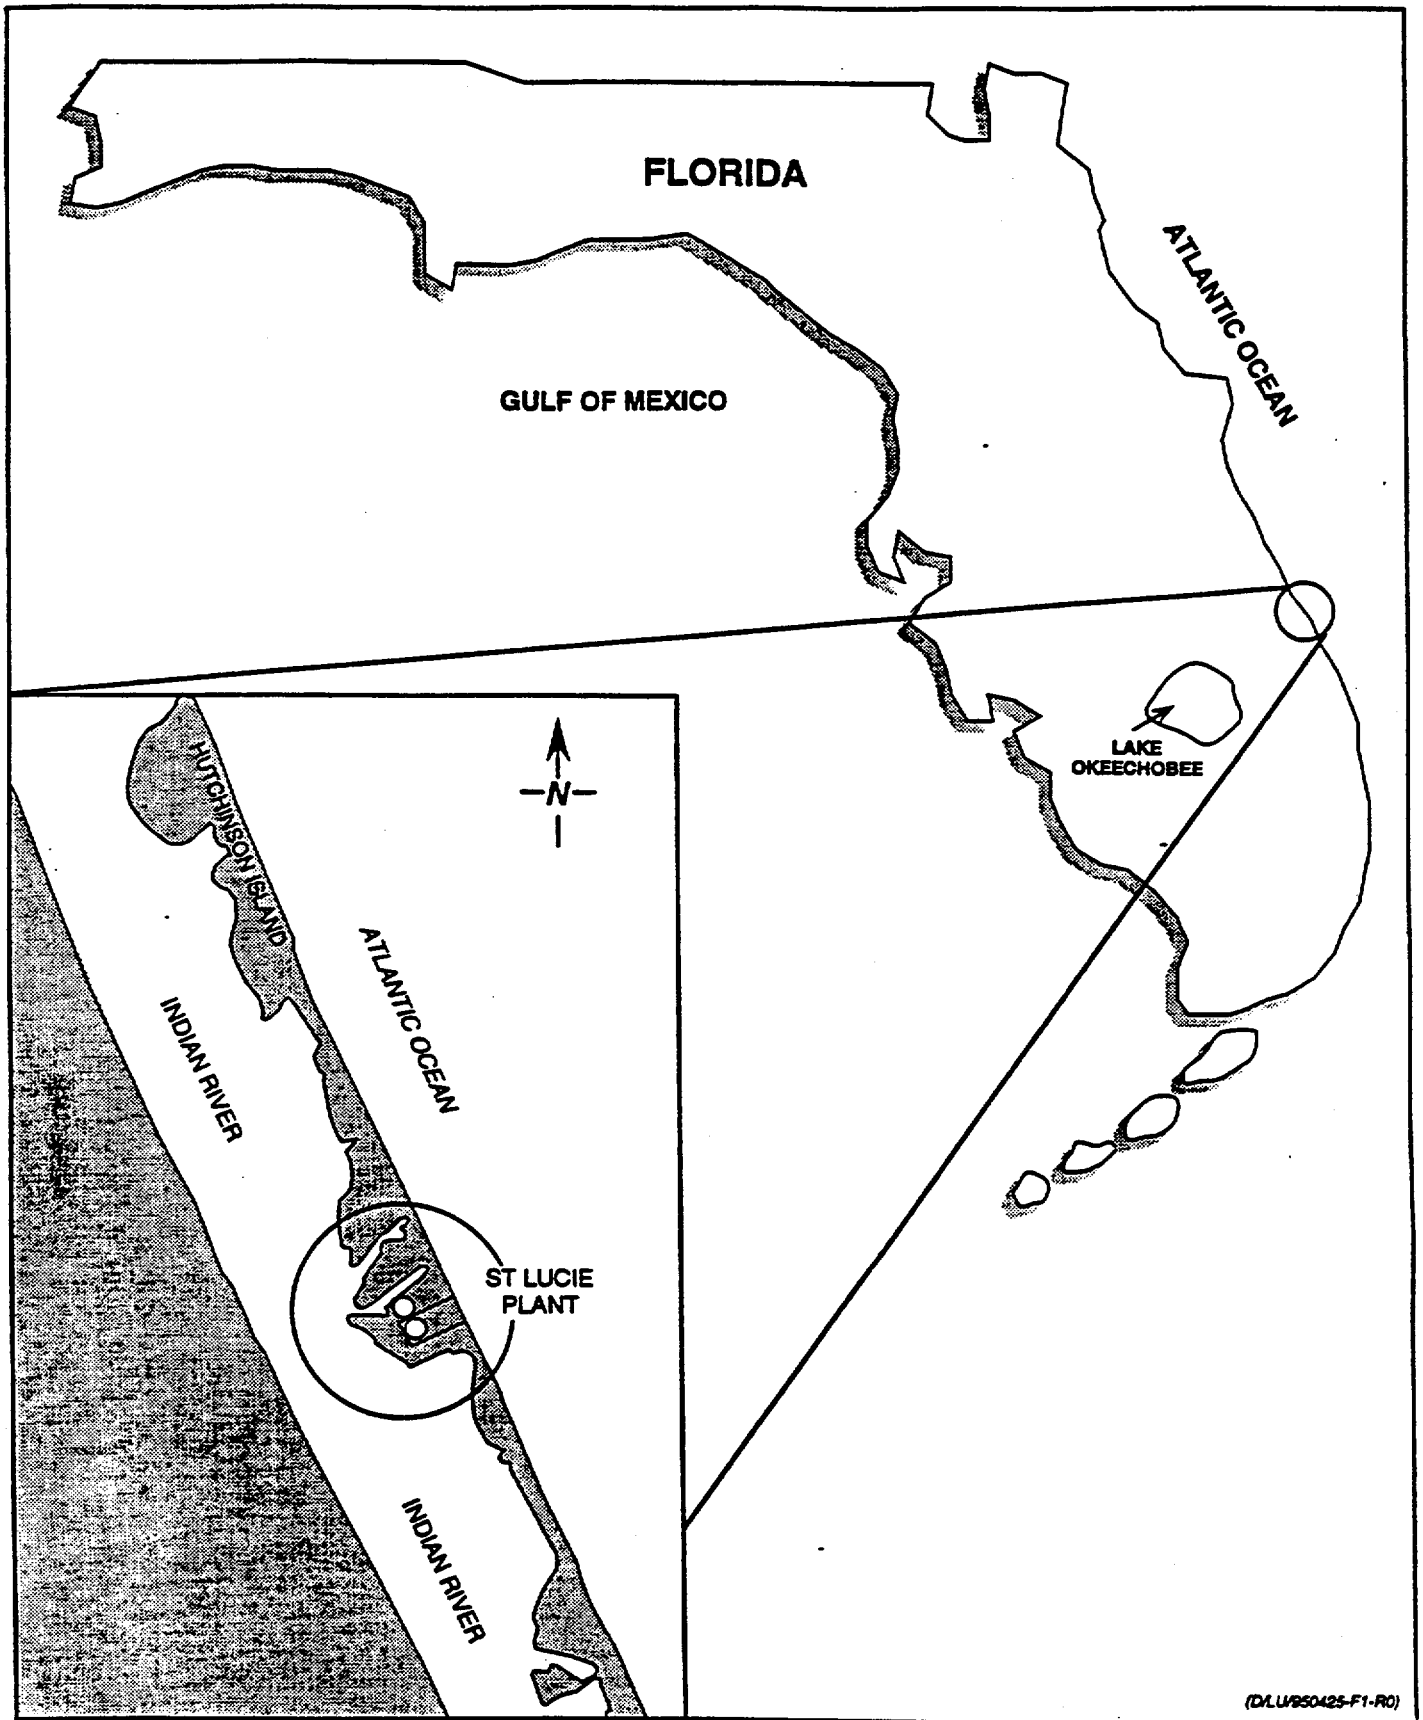 FLORIDA
ATLANTIC OCEAN
GULF OF MEXICO
LAKE
OKEECHOBEE
HUTCHINSON ISLAND
N
ATLANTIC OCEAN
INDIAN RIVER
ST LUCIE
PLANT
INDIAN RIVER
(D/LU/950425-F1-R0)